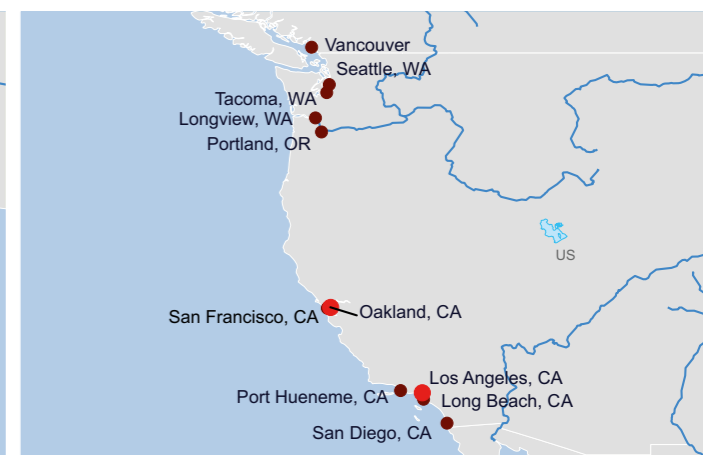 Vancouver
Seattle, WA
Tacoma, WA
Longview, WA
Portland, OR
US
San Francisco, CA
Oakland, CA
Los Angeles, CA
Port Hueneme, CA
Long Beach, CA
San Diego, CA